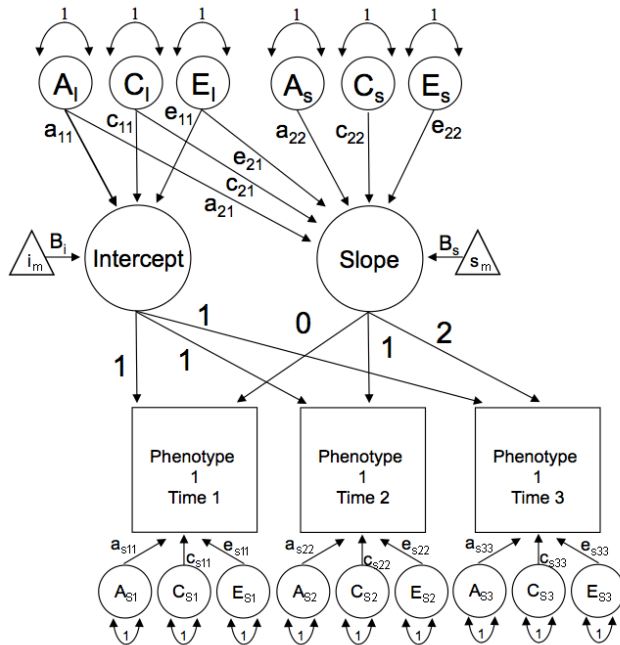 1 1 1 1 1 1
A_I C_I E_I A_s C_s E_s
a_11 c_11 e_11 a_22 c_22 e_22
e_21
c_21
a_21
B_i B_s
i_m Intercept Slope s_m
1 0 2
1 1 1
Phenotype Phenotype Phenotype
1 1 1
Time 1 Time 2 Time 3
a_s11 c_s11 e_s11 a_s22 c_s22 e_s22 a_s33 c_s33 e_s33
A_S1 C_S1 E_S1 A_S2 C_S2 E_S2 A_S3 C_S3 E_S3
1 1 1 1 1 1 1 1 1